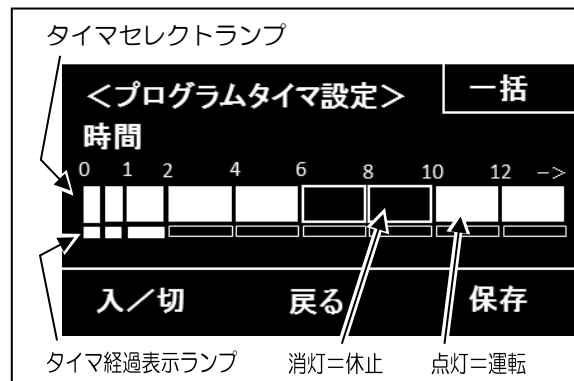 タイマセレクトランプ
＜プログラムタイマ設定＞ 一括
時間
0 1 2 4 6 8 10 12 −>
入／切 戻る 保存
タイマ経過表示ランプ 消灯＝休止 点灯＝運転